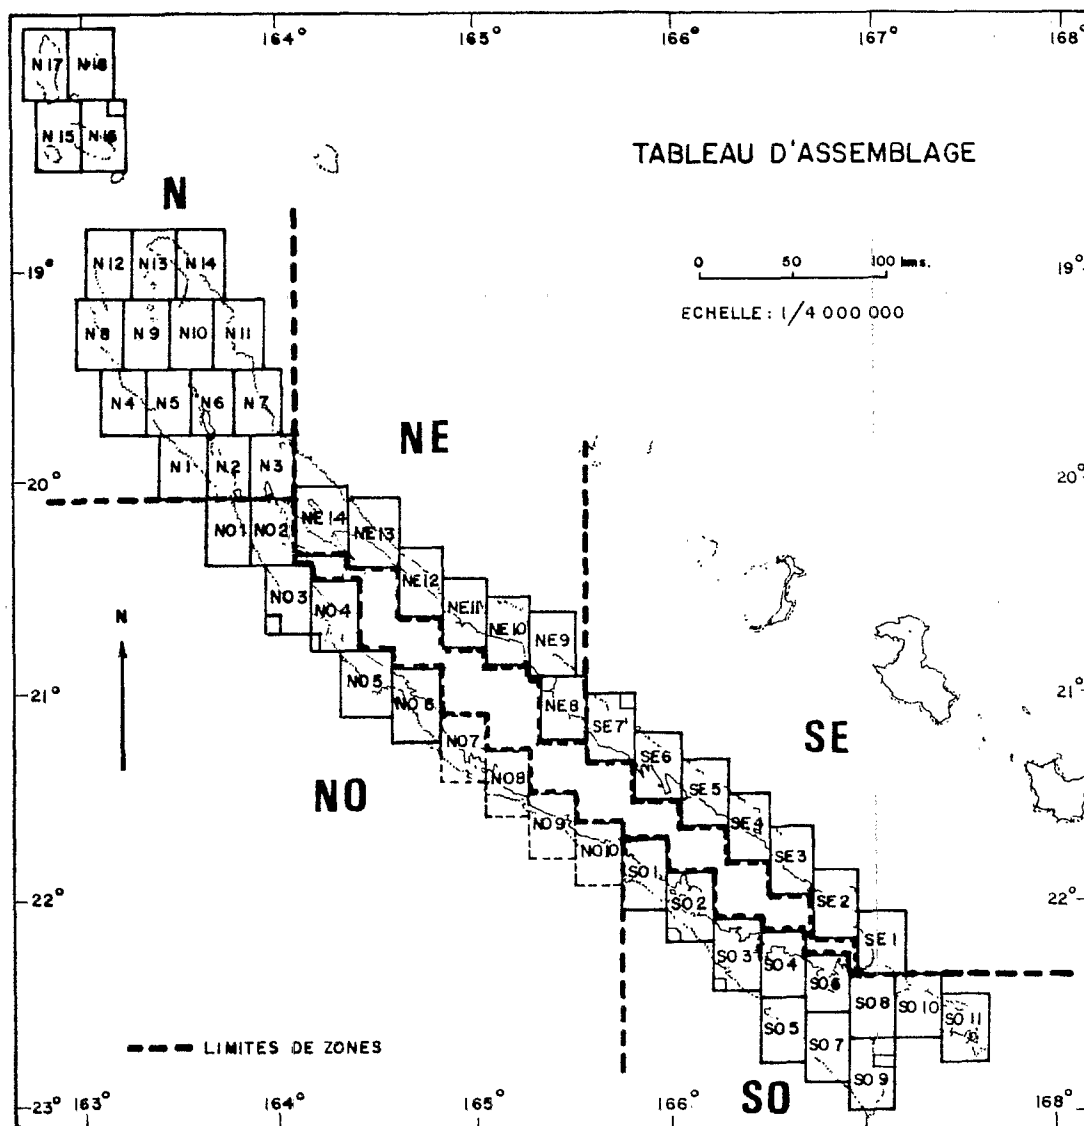 164° 165° 166° 167° 168°
N17 N18
N15 N16
TABLEAU D'ASSEMBLAGE
N
N12 N13 N14
19° 19°
0 50 100 kms.
N8 N9 N10 N11
ECHELLE : 1/4 000 000
N4 N5 N6 N7
NE
N1 N2 N3
20° 20°
NO1 NO2 NE14 NE13
NE12
NO3 NO4 NE11 NE10 NE9
N
NO5 NO6 NE8
21° 21°
SE7
NO7 NO8 SE6 SE
NO SE5
NO9 NO10 SE4 SE3
SO1 SO2 SE2
22° 22°
SE1
SO3 SO4 SO6 SO8 SO10 SO11
SO5 SO7
LIMITES DE ZONES
SO9
SO
23° 163° 164° 165° 166° 167° 168°